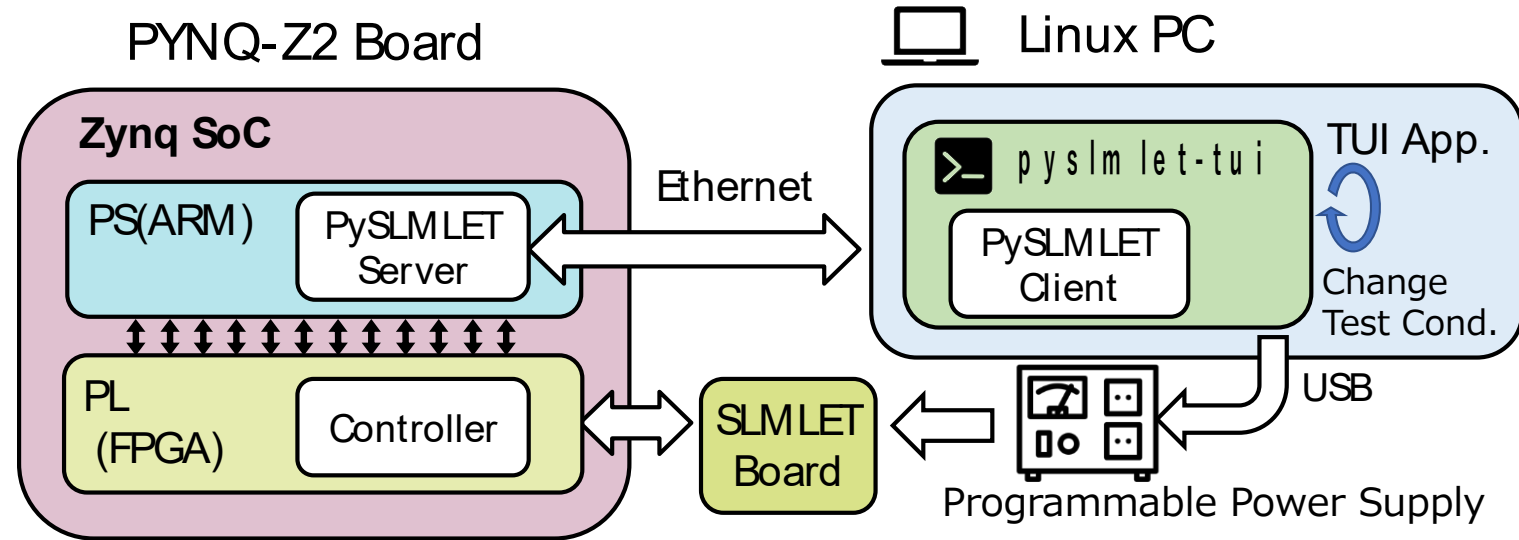 PYNQ-Z2 Board
Zynq SoC
PS(ARM)
PySLMLET
Server
PL
(FPGA)
Controller
Ethernet
SLMLET
Board
Linux PC
>_ pyslmlet-tui
PySLMLET
Client
TUI App.
Change
Test Cond.
USB
Programmable Power Supply